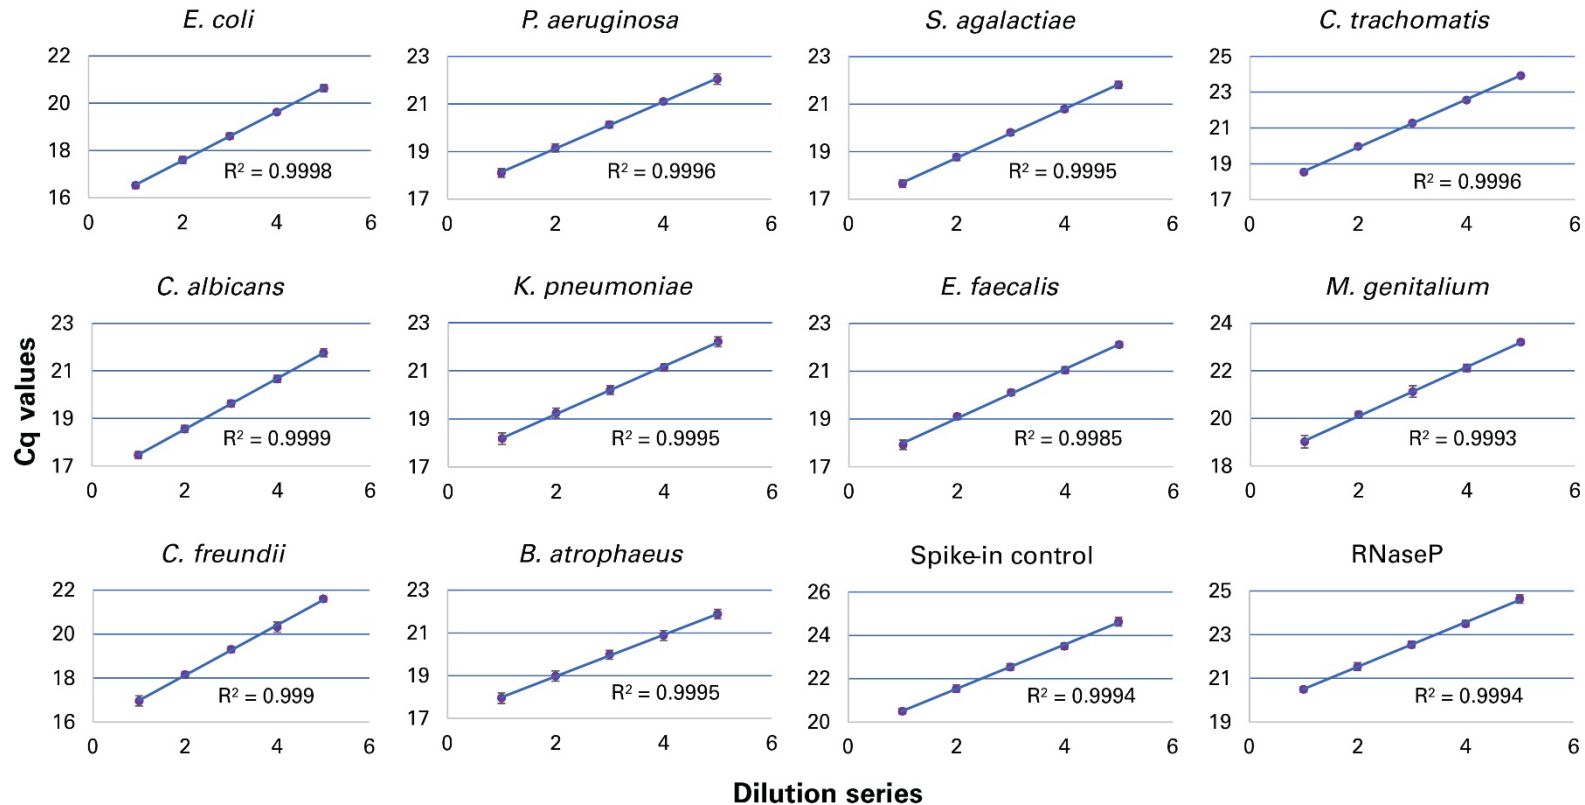 E. coli
22
20
18
16
0 2 4 6
R² = 0.9998
P. aeruginosa
23
21
19
17
0 2 4 6
R² = 0.9996
S. agalactiae
23
21
19
17
0 2 4 6
R² = 0.9995
C. trachomatis
25
23
21
19
17
0 2 4 6
R² = 0.9996
Cq values
C. albicans
23
21
19
17
0 2 4 6
R² = 0.9999
K. pneumoniae
23
21
19
17
0 2 4 6
R² = 0.9995
E. faecalis
23
21
19
17
0 2 4 6
R² = 0.9985
M. genitalium
24
22
20
18
0 2 4 6
R² = 0.9993
C. freundii
22
20
18
16
0 2 4 6
R² = 0.999
B. atrophaeus
23
21
19
17
0 2 4 6
R² = 0.9995
Spike-in control
26
24
22
20
0 2 4 6
R² = 0.9994
RNaseP
25
23
21
19
0 2 4 6
R² = 0.9994
Dilution series